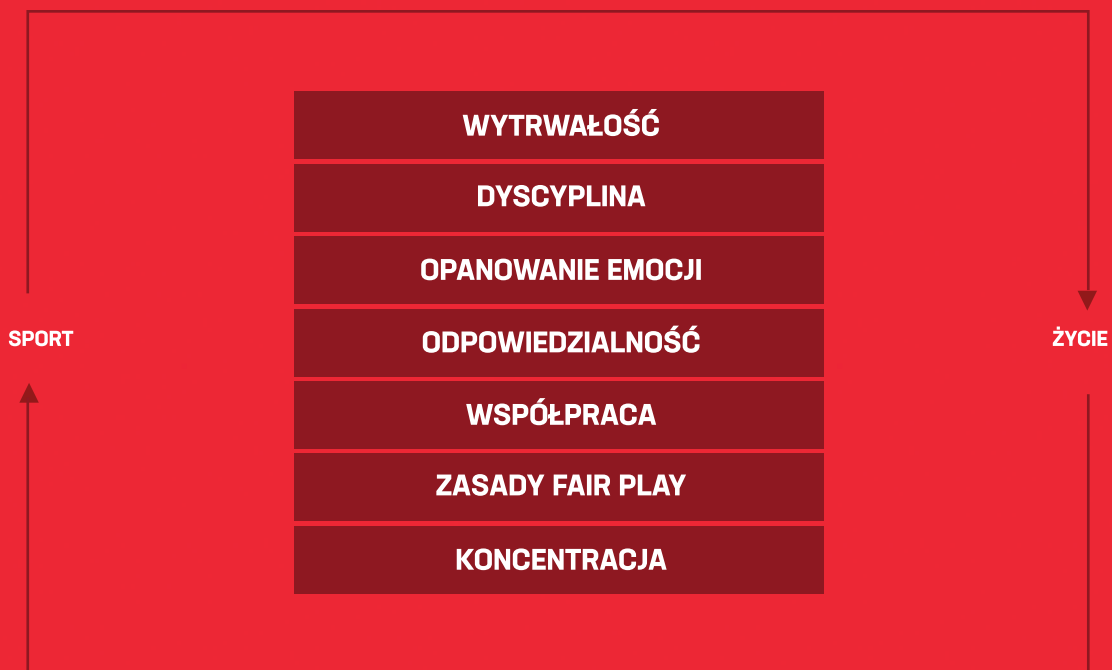 WYTRWAŁOŚĆ
DYSCYPLINA
OPANOWANIE EMOCJI
ODPOWIEDZIALNOŚĆ
SPORT
ŻYCIE
WSPÓŁPRACA
ZASADY FAIR PLAY
KONCENTRACJA